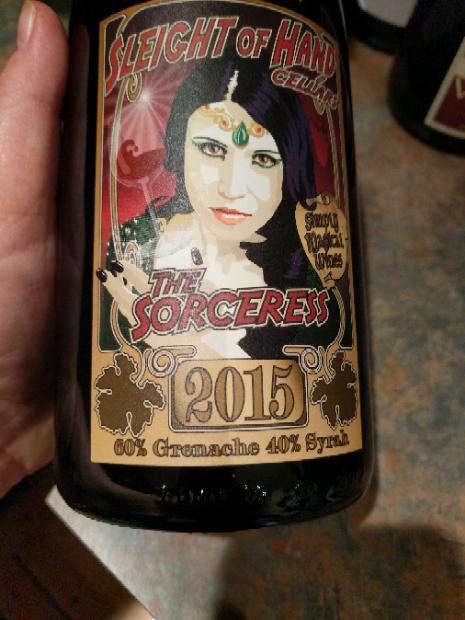 SLEIGHT OF HAND
CELLARS
Simply
Magical
Wines
THE
SORCERESS
2015
60% Grenache 40% Syrah